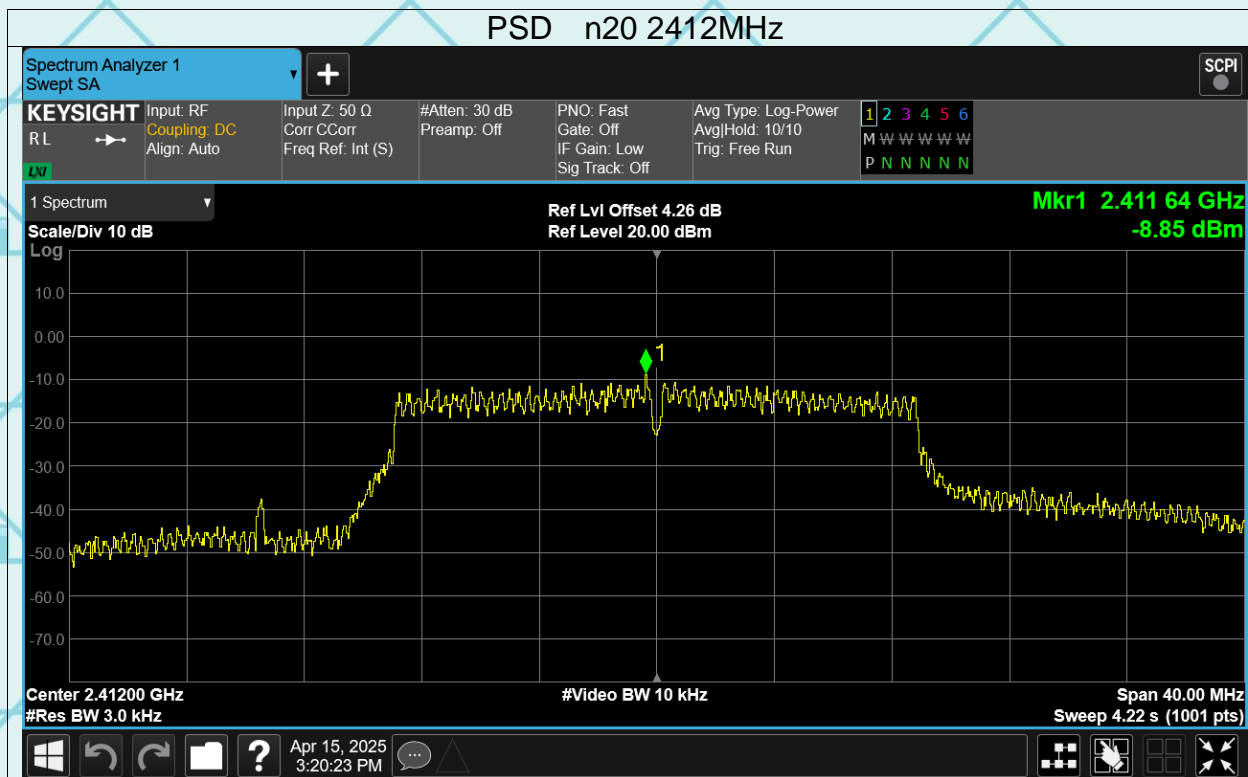 PSD n20 2412MHz
Spectrum Analyzer 1
Swept SA
▼
+
SCPI
KEYSIGHT
RL
LXI
Input: RF
Coupling: DC
Align: Auto
Input Z: 50 Ω
Corr CCorr
Freq Ref: Int (S)
#Atten: 30 dB
Preamp: Off
PNO: Fast
Gate: Off
IF Gain: Low
Sig Track: Off
Avg Type: Log-Power
Avg|Hold: 10/10
Trig: Free Run
1 2 3 4 5 6
M W W W W W
P N N N N N
1 Spectrum ▼
Scale/Div 10 dB
Ref Lvl Offset 4.26 dB
Ref Level 20.00 dBm
Mkr1 2.411 64 GHz
-8.85 dBm
Log
10.0
0.00
-10.0
-20.0
-30.0
-40.0
-50.0
-60.0
-70.0
1
Center 2.41200 GHz
#Res BW 3.0 kHz
#Video BW 10 kHz
Span 40.00 MHz
Sweep 4.22 s (1001 pts)
?
Apr 15, 2025
3:20:23 PM